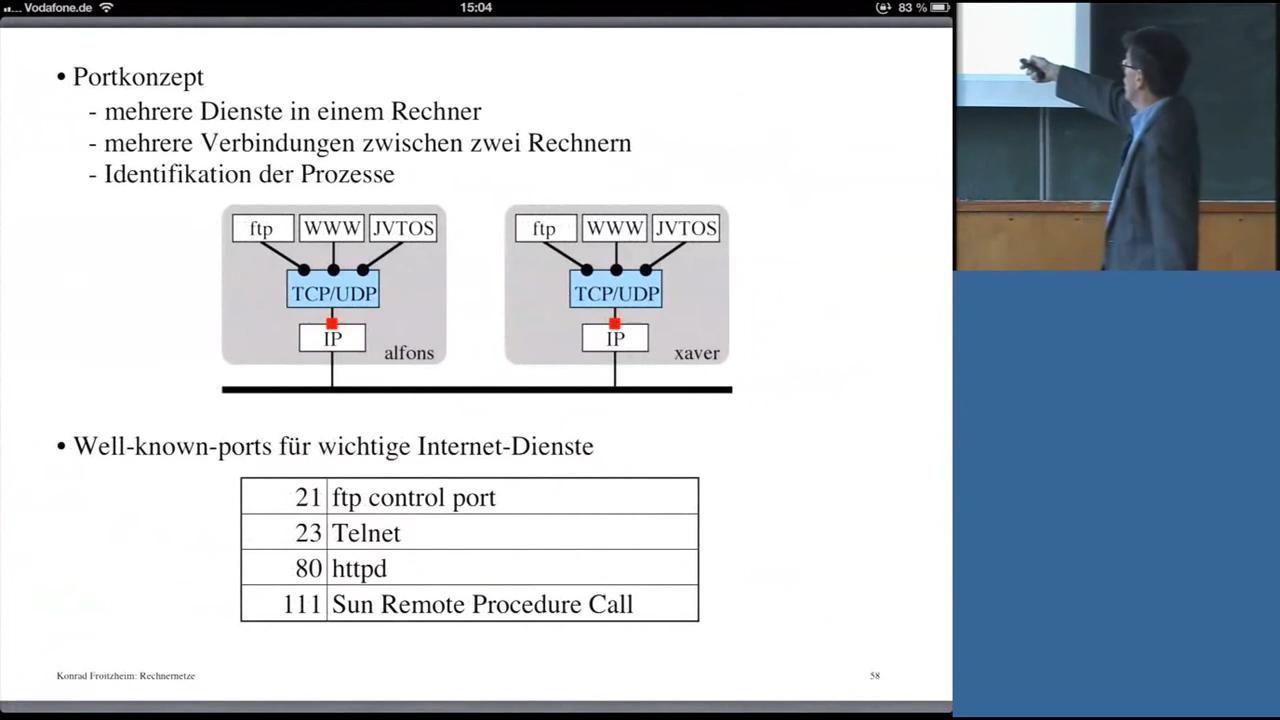 Vodafone.de 15:04 83 %
• Portkonzept
- mehrere Dienste in einem Rechner
- mehrere Verbindungen zwischen zwei Rechnern
- Identifikation der Prozesse
ftp WWW JVTOS ftp WWW JVTOS
TCP/UDP TCP/UDP
IP IP
alfons xaver
• Well-known-ports für wichtige Internet-Dienste
21 ftp control port
23 Telnet
80 httpd
111 Sun Remote Procedure Call
Konrad Froitzheim: Rechnernetze 58